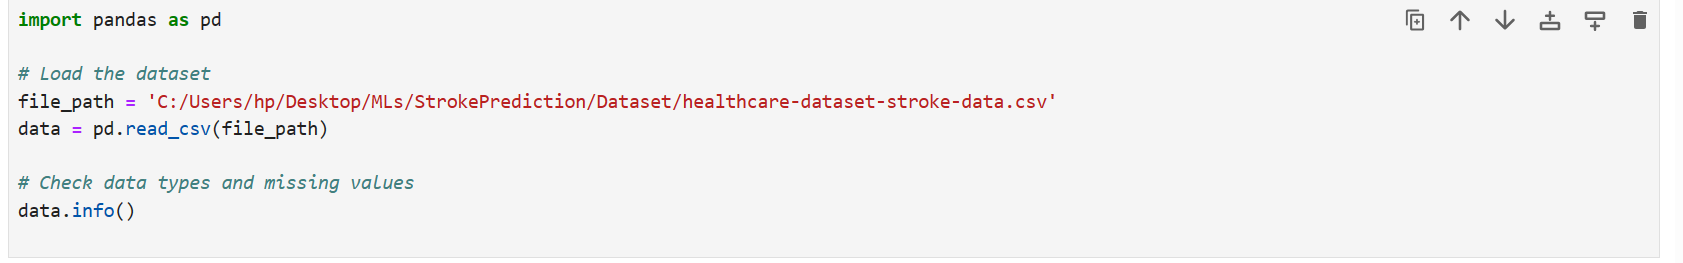 import pandas as pd
# Load the dataset
file_path = 'C:/Users/hp/Desktop/MLs/StrokePrediction/Dataset/healthcare-dataset-stroke-data.csv'
data = pd.read_csv(file_path)
# Check data types and missing values
data.info()